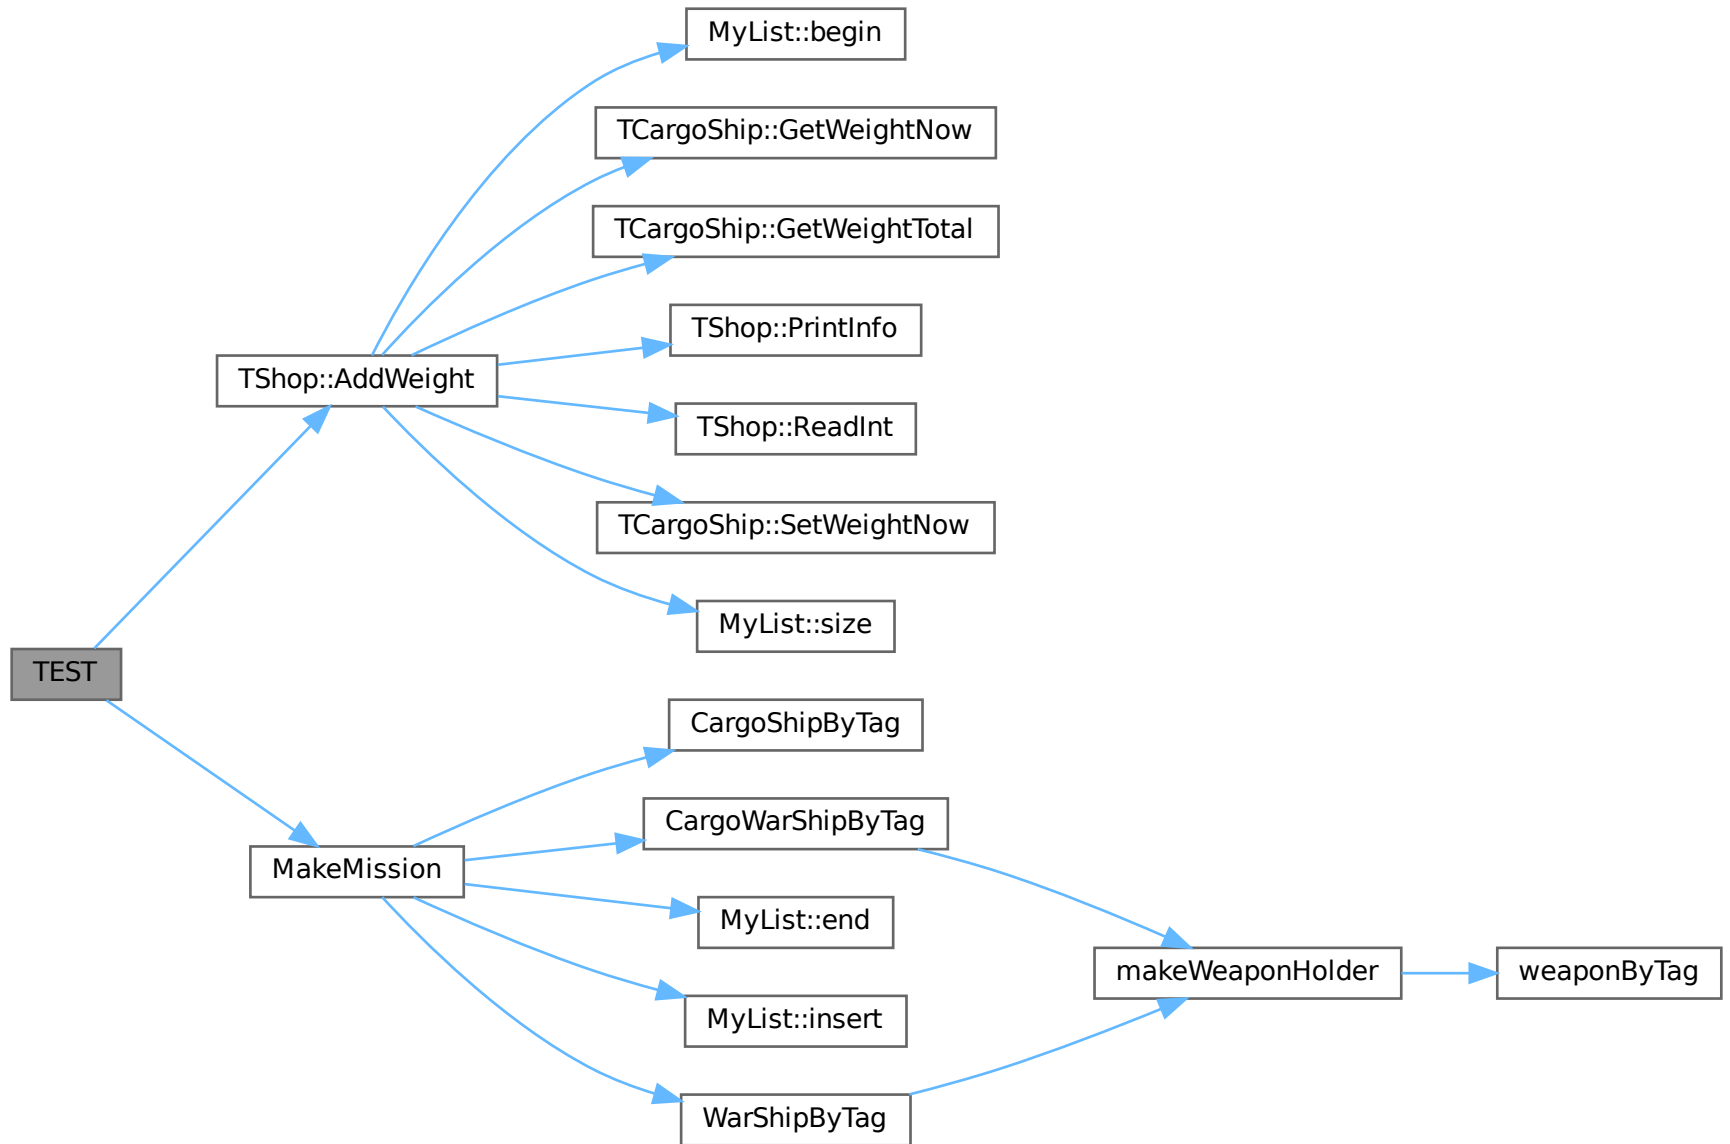 MyList::begin
TCargoShip::GetWeightNow
TCargoShip::GetWeightTotal
TShop::PrintInfo
TShop::AddWeight
TShop::ReadInt
TCargoShip::SetWeightNow
MyList::size
TEST
CargoShipByTag
CargoWarShipByTag
MakeMission
MyList::end
makeWeaponHolder
weaponByTag
MyList::insert
WarShipByTag